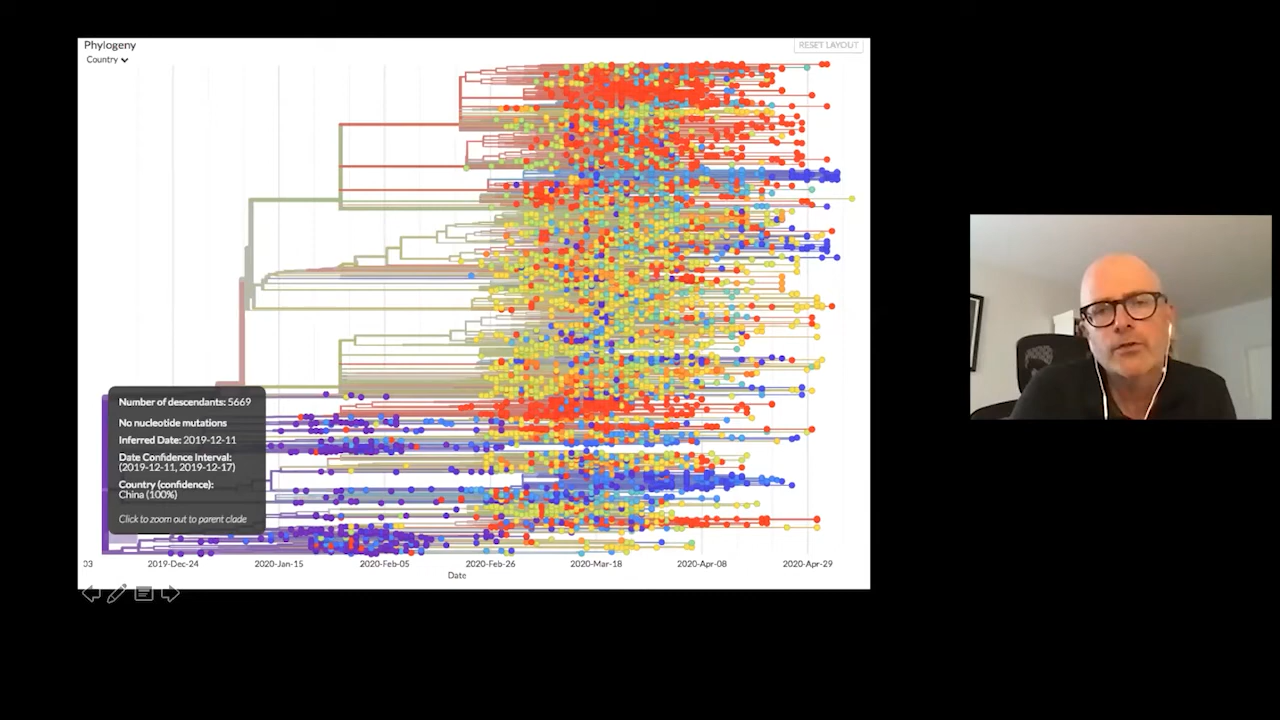 Phylogeny
RESET LAYOUT
Country
Number of descendants: 5669
No nucleotide mutations
Inferred Date: 2019-12-11
Date Confidence Interval:
(2019-12-11, 2019-12-17)
Country (confidence):
China (100%)
Click to zoom out to parent clade
03 2019-Dec-24 2020-Jan-15 2020-Feb-05 2020-Feb-26 2020-Mar-18 2020-Apr-08 2020-Apr-29
Date